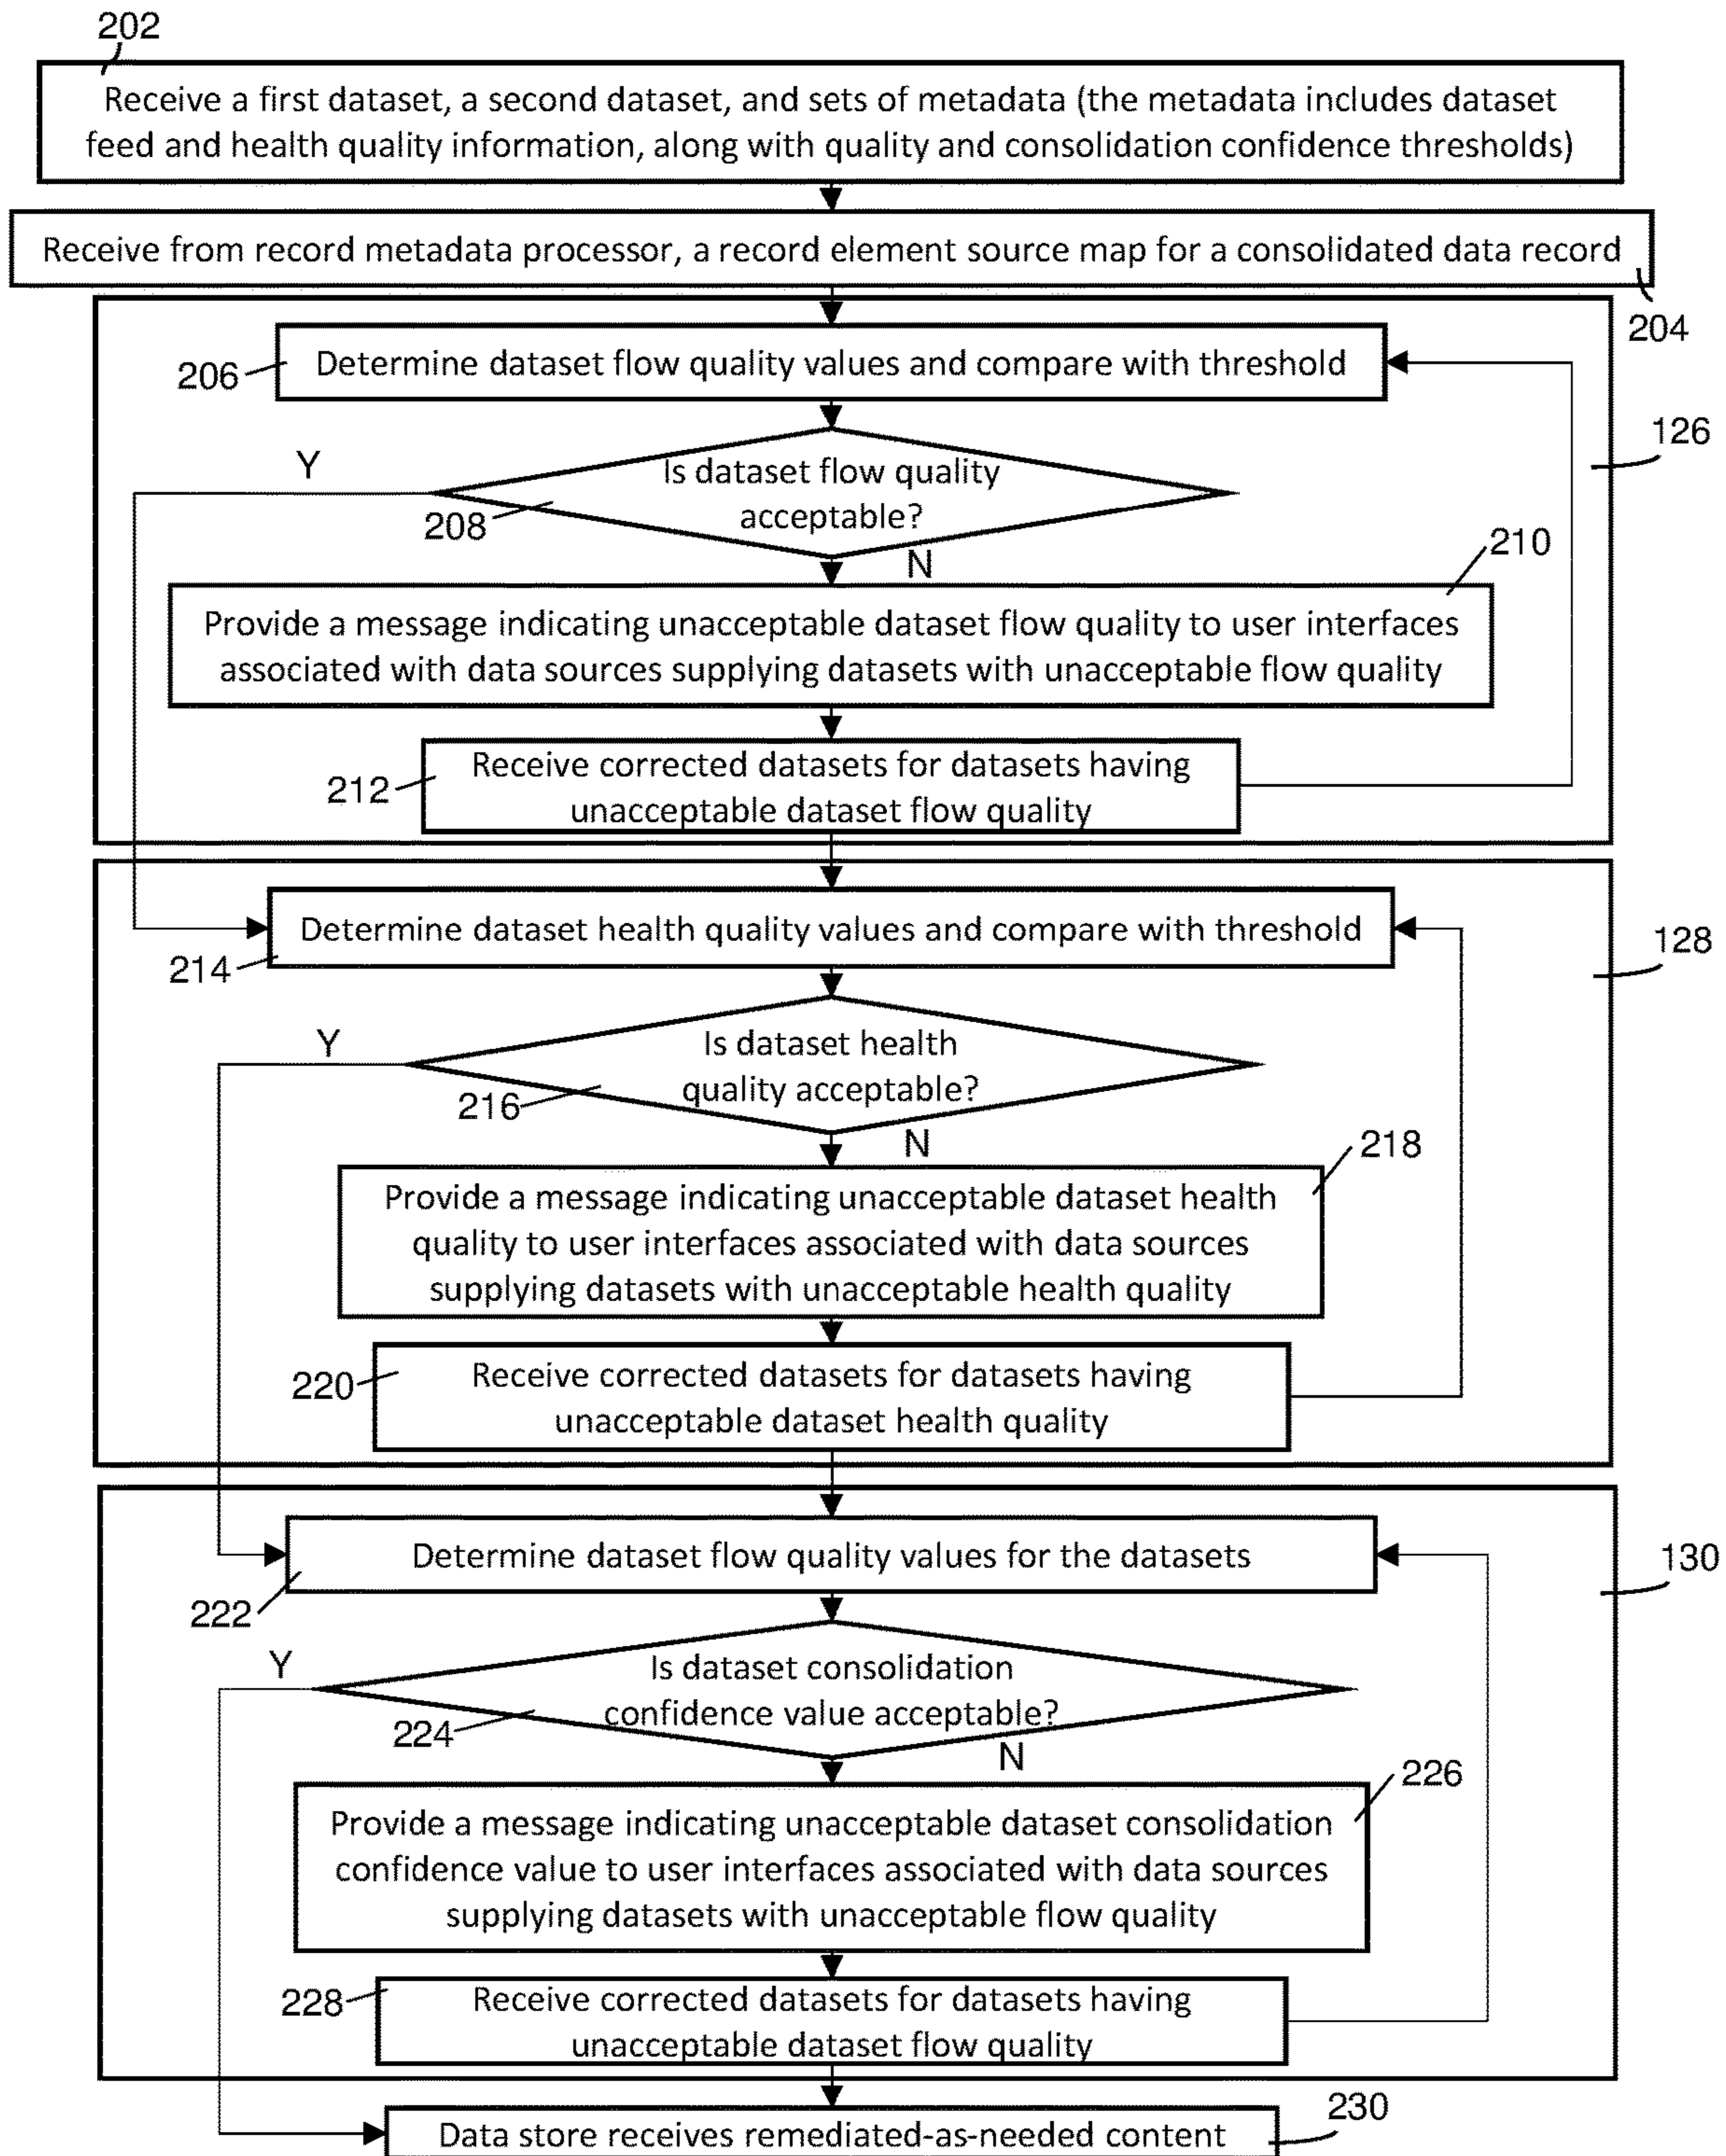 202
Receive a first dataset, a second dataset, and sets of metadata (the metadata includes dataset
feed and health quality information, along with quality and consolidation confidence thresholds)
Receive from record metadata processor, a record element source map for a consolidated data record
204
206
Determine dataset flow quality values and compare with threshold
126
Y
Is dataset flow quality
acceptable?
208
N
210
Provide a message indicating unacceptable dataset flow quality to user interfaces
associated with data sources supplying datasets with unacceptable flow quality
212
Receive corrected datasets for datasets having
unacceptable dataset flow quality
Determine dataset health quality values and compare with threshold
128
214
Y
Is dataset health
quality acceptable?
216
N
218
Provide a message indicating unacceptable dataset health
quality to user interfaces associated with data sources
supplying datasets with unacceptable health quality
220
Receive corrected datasets for datasets having
unacceptable dataset health quality
Determine dataset flow quality values for the datasets
130
222
Y
Is dataset consolidation
confidence value acceptable?
224
N
226
Provide a message indicating unacceptable dataset consolidation
confidence value to user interfaces associated with data sources
supplying datasets with unacceptable flow quality
228
Receive corrected datasets for datasets having
unacceptable dataset flow quality
230
Data store receives remediated-as-needed content